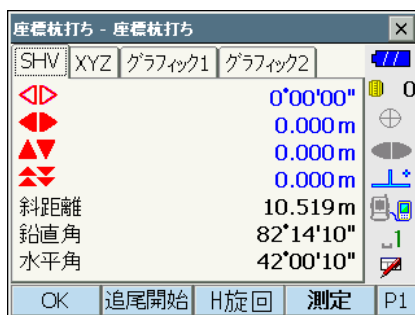 座標杭打ち - 座標杭打ち
SHV XYZ グラフィック1 グラフィック2
0°00'00"
0
0.000m
0.000m
0.000m
斜距離 10.519m
鉛直角 82°14'10"
1
水平角 42°00'10"
OK 追尾開始 H旋回 測定 P1